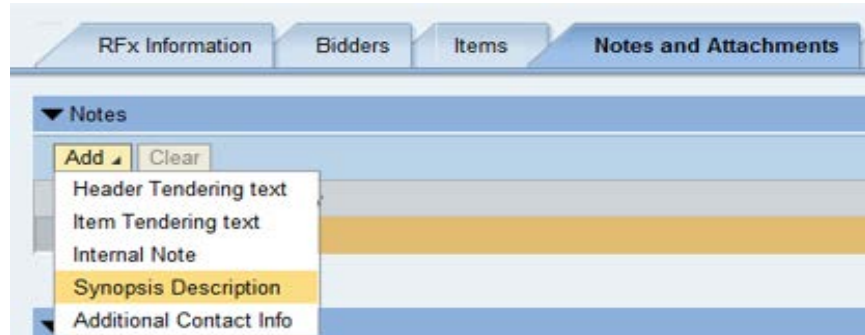 RFx Information Bidders Items Notes and Attachments
Notes
Add Clear
Header Tendering text
Item Tendering text
Internal Note
Synopsis Description
Additional Contact Info